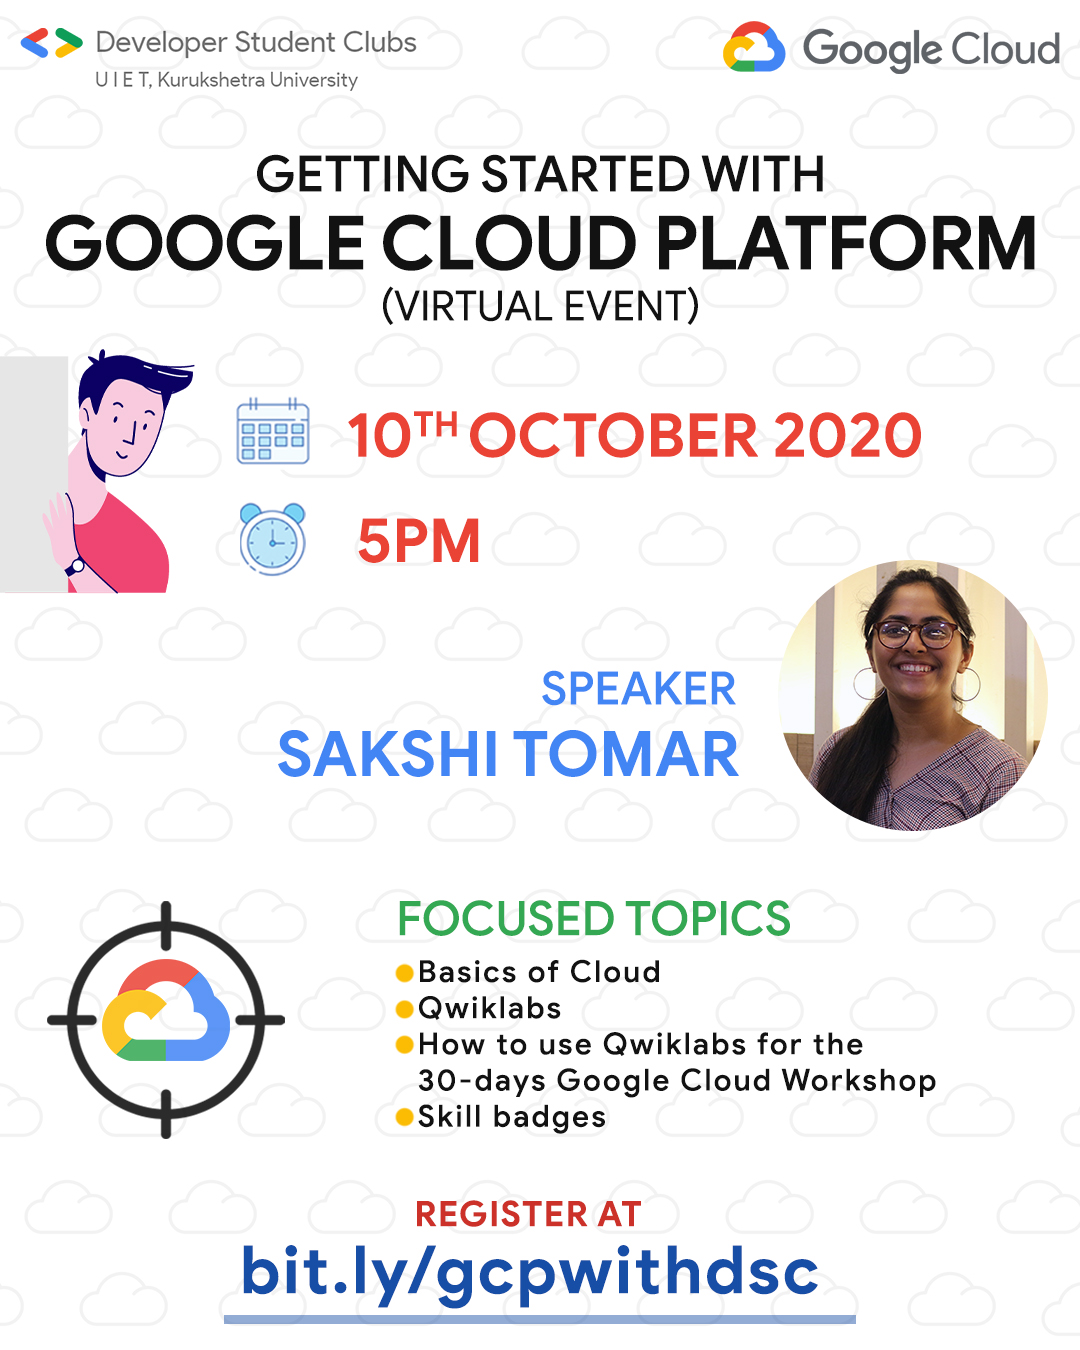 Developer Student Clubs
U I E T, Kurukshetra University
Google Cloud
GETTING STARTED WITH
GOOGLE CLOUD PLATFORM
(VIRTUAL EVENT)
10TH OCTOBER 2020
5PM
SPEAKER
SAKSHI TOMAR
FOCUSED TOPICS
Basics of Cloud
Qwiklabs
How to use Qwiklabs for the
30-days Google Cloud Workshop
Skill badges
REGISTER AT
bit.ly/gcpwithdsc